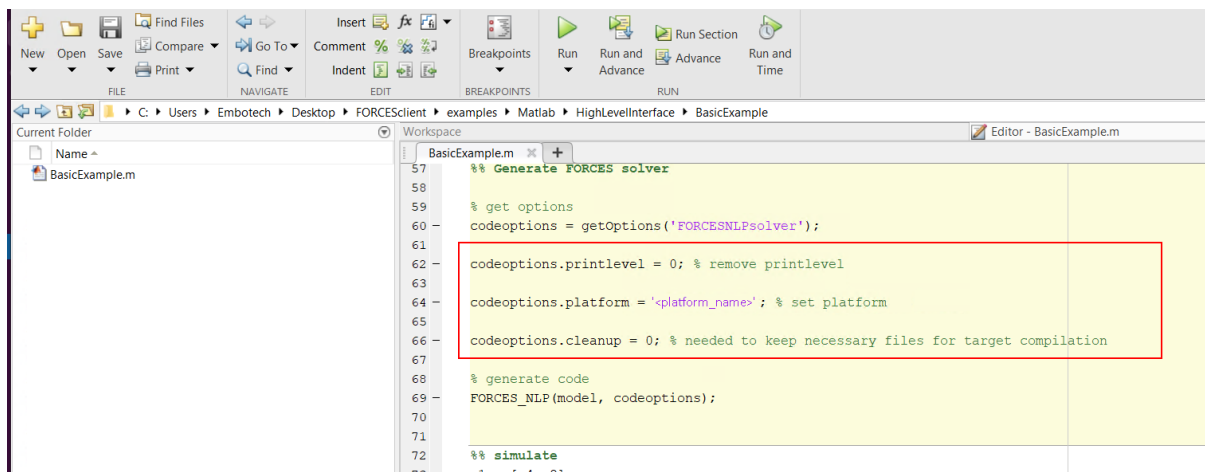 Find Files
Insert fx
New Open Save
Compare
Go To
Comment %
Breakpoints
Run
Run and Advance
Run Section
Advance
Run and Time
Print
Find
Indent
FILE NAVIGATE EDIT BREAKPOINTS RUN
C: Users Embotech Desktop FORCESclient examples Matlab HighLevelInterface BasicExample
Current Folder
Workspace
Editor - BasicExample.m
Name
BasicExample.m
BasicExample.m +
57 %% Generate FORCES solver
58
59 % get options
60 – codeoptions = getOptions('FORCESNLPsolver');
61
62 – codeoptions.printlevel = 0; % remove printlevel
63
64 – codeoptions.platform = '<platform_name>'; % set platform
65
66 – codeoptions.cleanup = 0; % needed to keep necessary files for target compilation
67
68 % generate code
69 – FORCES_NLP(model, codeoptions);
70
71
72 %% simulate